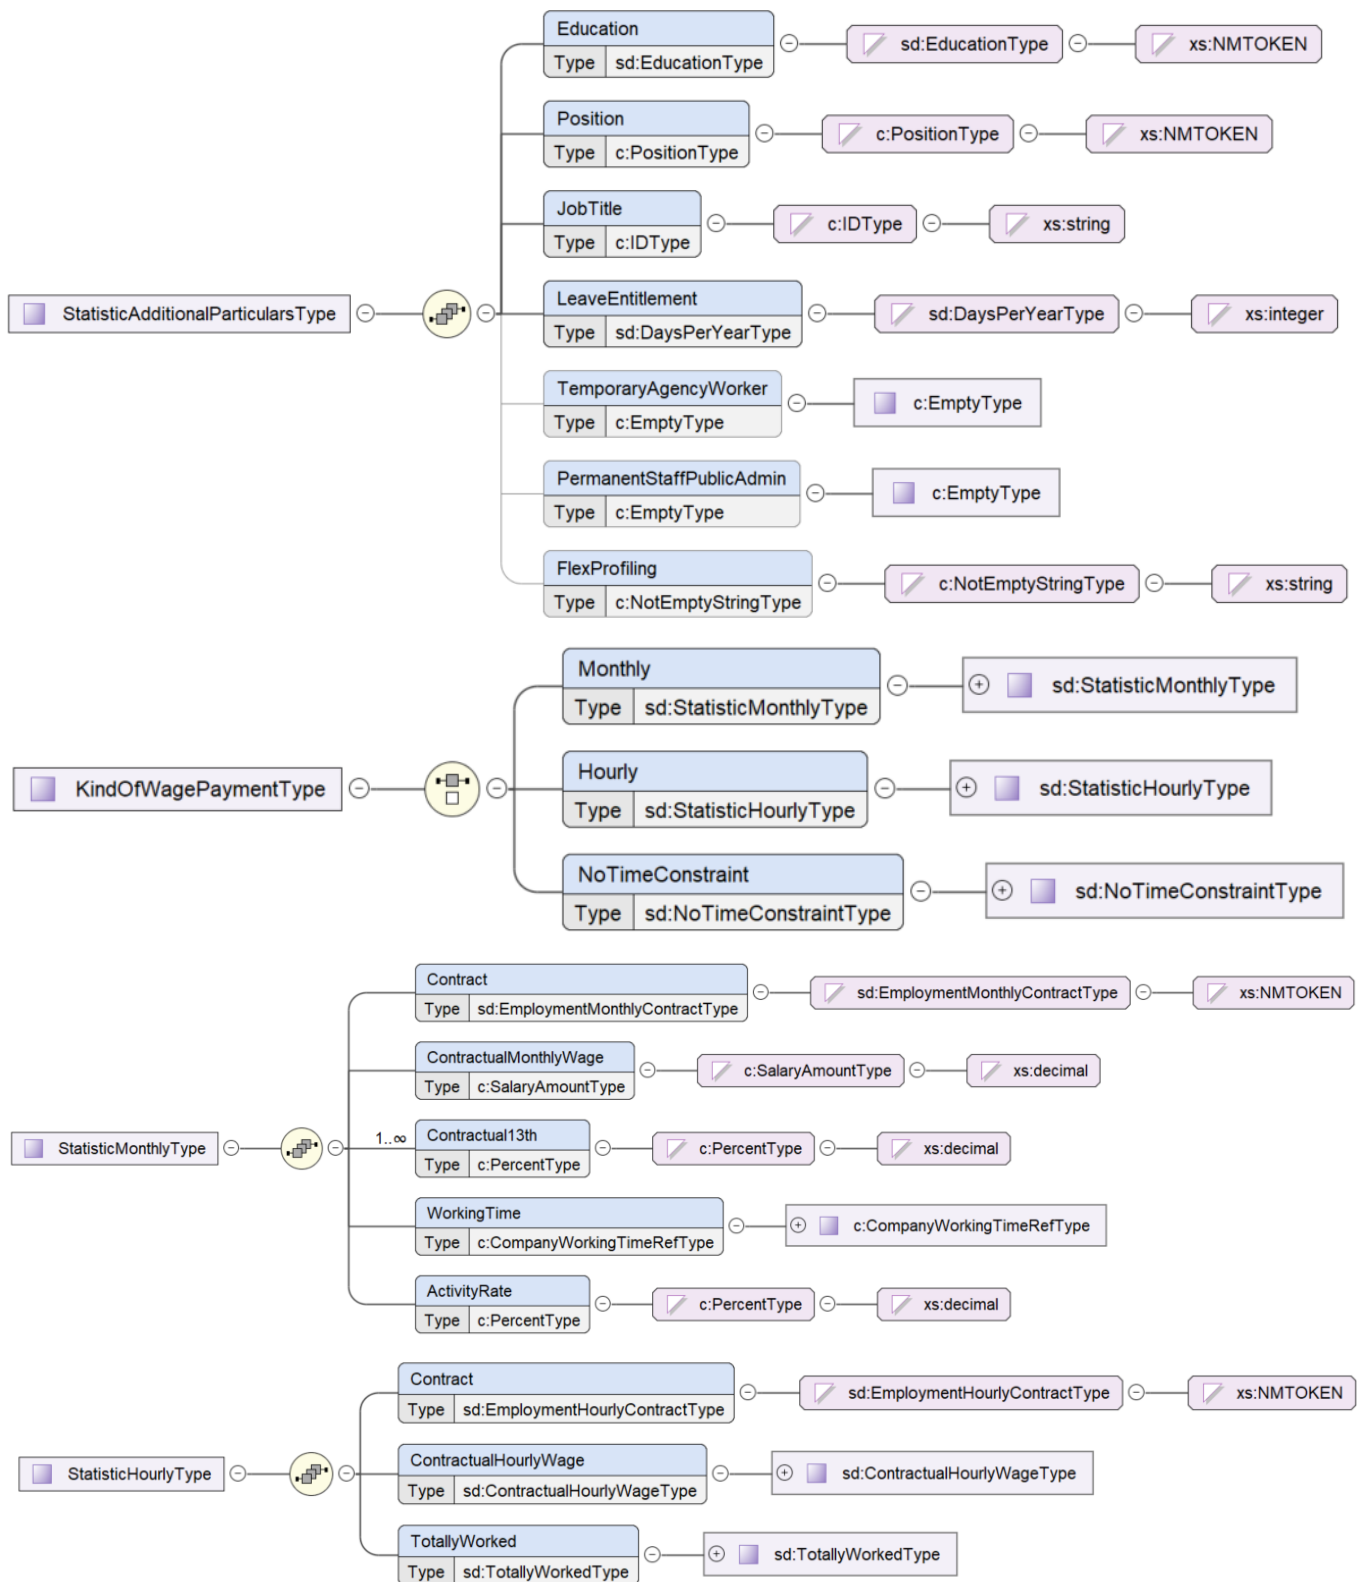 Education
Type sd:EducationType
sd:EducationType
xs:NMTOKEN
Position
Type c:PositionType
c:PositionType
xs:NMTOKEN
JobTitle
Type c:IDType
c:IDType
xs:string
StatisticAdditionalParticularsType
LeaveEntitlement
Type sd:DaysPerYearType
sd:DaysPerYearType
xs:integer
TemporaryAgencyWorker
Type c:EmptyType
c:EmptyType
PermanentStaffPublicAdmin
Type c:EmptyType
c:EmptyType
FlexProfiling
Type c:NotEmptyStringType
c:NotEmptyStringType
xs:string
Monthly
Type sd:StatisticMonthlyType
sd:StatisticMonthlyType
KindOfWagePaymentType
Hourly
Type sd:StatisticHourlyType
sd:StatisticHourlyType
NoTimeConstraint
Type sd:NoTimeConstraintType
sd:NoTimeConstraintType
Contract
Type sd:EmploymentMonthlyContractType
sd:EmploymentMonthlyContractType
xs:NMTOKEN
ContractualMonthlyWage
Type c:SalaryAmountType
c:SalaryAmountType
xs:decimal
StatisticMonthlyType
1..∞
Contractual13th
Type c:PercentType
c:PercentType
xs:decimal
WorkingTime
Type c:CompanyWorkingTimeRefType
c:CompanyWorkingTimeRefType
ActivityRate
Type c:PercentType
c:PercentType
xs:decimal
Contract
Type sd:EmploymentHourlyContractType
sd:EmploymentHourlyContractType
xs:NMTOKEN
StatisticHourlyType
ContractualHourlyWage
Type sd:ContractualHourlyWageType
sd:ContractualHourlyWageType
TotallyWorked
Type sd:TotallyWorkedType
sd:TotallyWorkedType